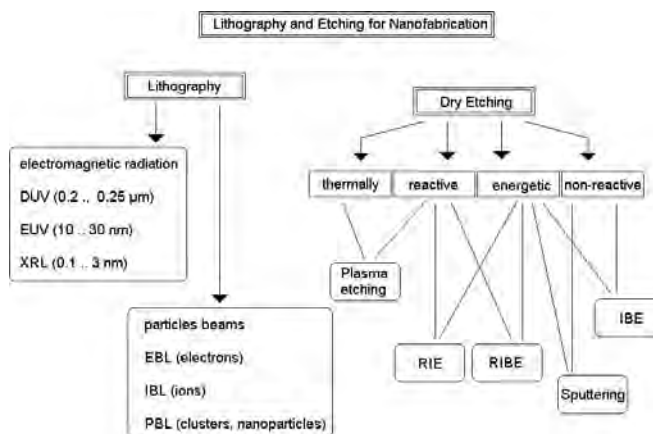 Lithography and Etching for Nanofabrication
Lithography
Dry Etching
electromagnetic radiation
DUV (0.2 .. 0.25 µm)
EUV (10 .. 30 nm)
XRL (0.1 .. 3 nm)
thermally
reactive
energetic
non-reactive
Plasma
etching
particles beams
EBL (electrons)
IBL (ions)
PBL (clusters, nanoparticles)
RIE
RIBE
IBE
Sputtering